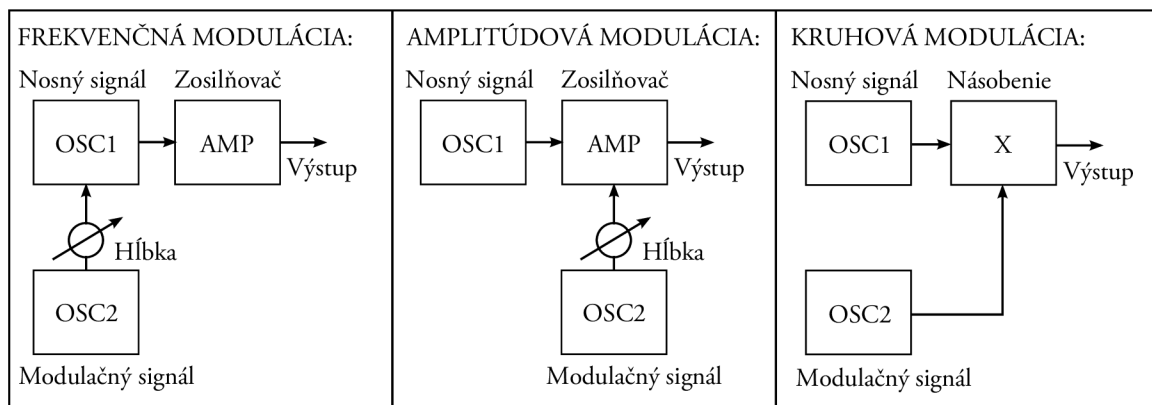 FREKVENČNÁ MODULÁCIA:
Nosný signál
Zosilňovač
OSC1
AMP
Výstup
Hĺbka
OSC2
Modulačný signál
AMPLITÚDOVÁ MODULÁCIA:
Nosný signál
Zosilňovač
OSC1
AMP
Výstup
Hĺbka
OSC2
Modulačný signál
KRUHOVÁ MODULÁCIA:
Nosný signál
Násobenie
OSC1
X
Výstup
OSC2
Modulačný signál